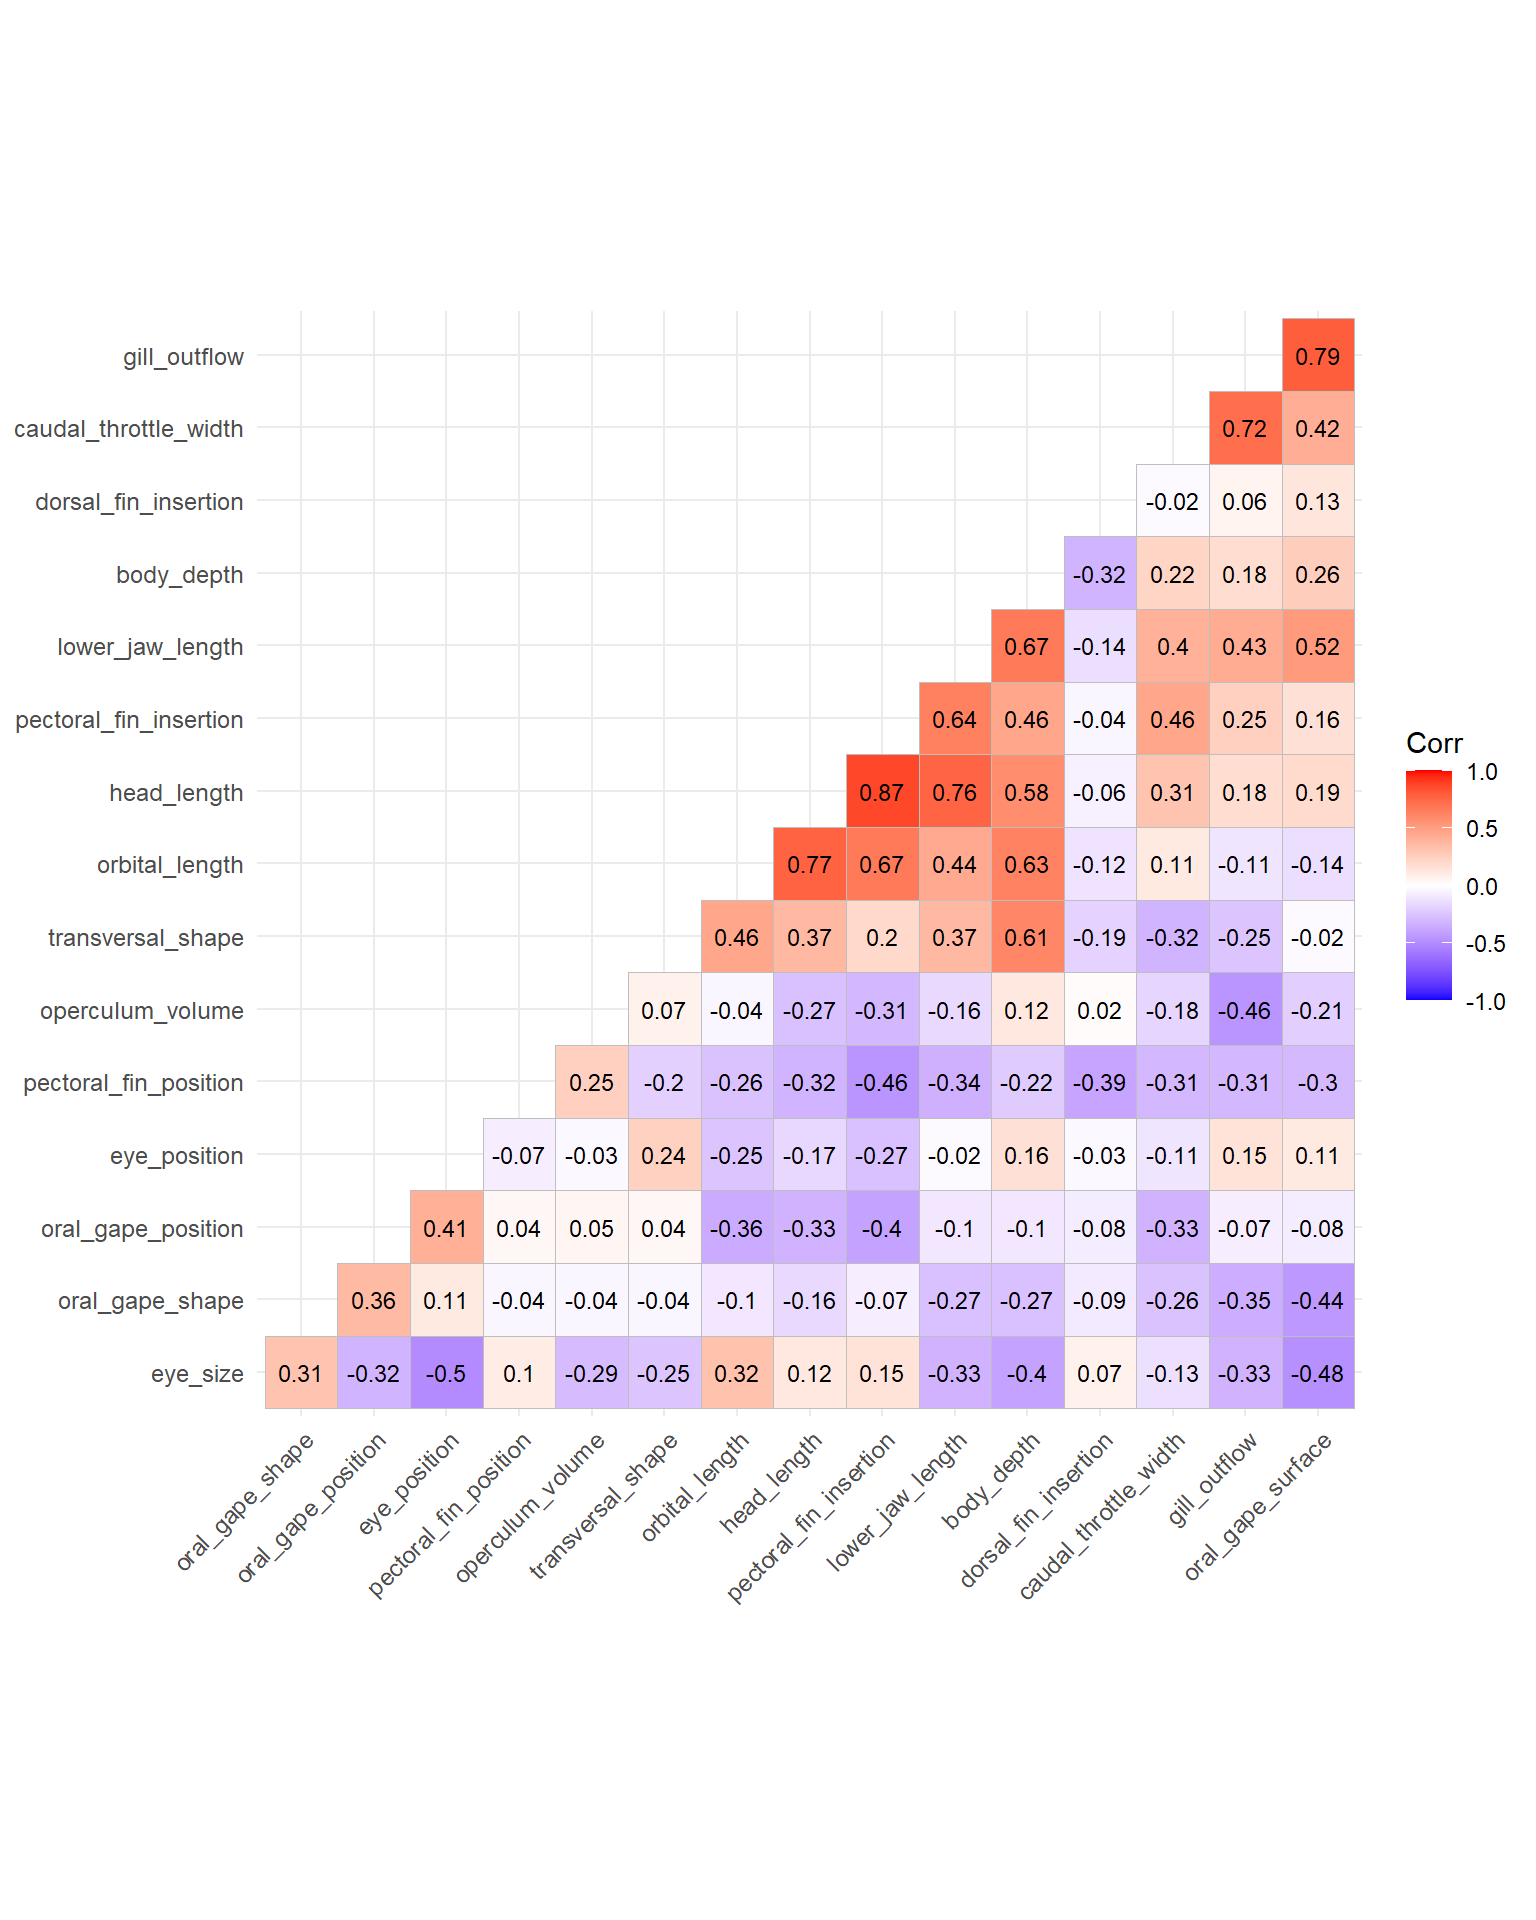 gill_outflow 0.79
caudal_throttle_width 0.72 0.42
dorsal_fin_insertion -0.02 0.06 0.13
body_depth -0.32 0.22 0.18 0.26
lower_jaw_length 0.67 -0.14 0.4 0.43 0.52
pectoral_fin_insertion 0.64 0.46 -0.04 0.46 0.25 0.16
head_length 0.87 0.76 0.58 -0.06 0.31 0.18 0.19
orbital_length 0.77 0.67 0.44 0.63 -0.12 0.11 -0.11 -0.14
transversal_shape 0.46 0.37 0.2 0.37 0.61 -0.19 -0.32 -0.25 -0.02
operculum_volume 0.07 -0.04 -0.27 -0.31 -0.16 0.12 0.02 -0.18 -0.46 -0.21
pectoral_fin_position 0.25 -0.2 -0.26 -0.32 -0.46 -0.34 -0.22 -0.39 -0.31 -0.31 -0.3
eye_position -0.07 -0.03 0.24 -0.25 -0.17 -0.27 -0.02 0.16 -0.03 -0.11 0.15 0.11
oral_gape_position 0.41 0.04 0.05 0.04 -0.36 -0.33 -0.4 -0.1 -0.1 -0.08 -0.33 -0.07 -0.08
oral_gape_shape 0.36 0.11 -0.04 -0.04 -0.04 -0.1 -0.16 -0.07 -0.27 -0.27 -0.09 -0.26 -0.35 -0.44
eye_size 0.31 -0.32 -0.5 0.1 -0.29 -0.25 0.32 0.12 0.15 -0.33 -0.4 0.07 -0.13 -0.33 -0.48
oral_gape_shape
oral_gape_position
eye_position
pectoral_fin_position
operculum_volume
transversal_shape
orbital_length
head_length
pectoral_fin_insertion
lower_jaw_length
body_depth
dorsal_fin_insertion
caudal_throttle_width
gill_outflow
oral_gape_surface
Corr
1.0
0.5
0.0
-0.5
-1.0